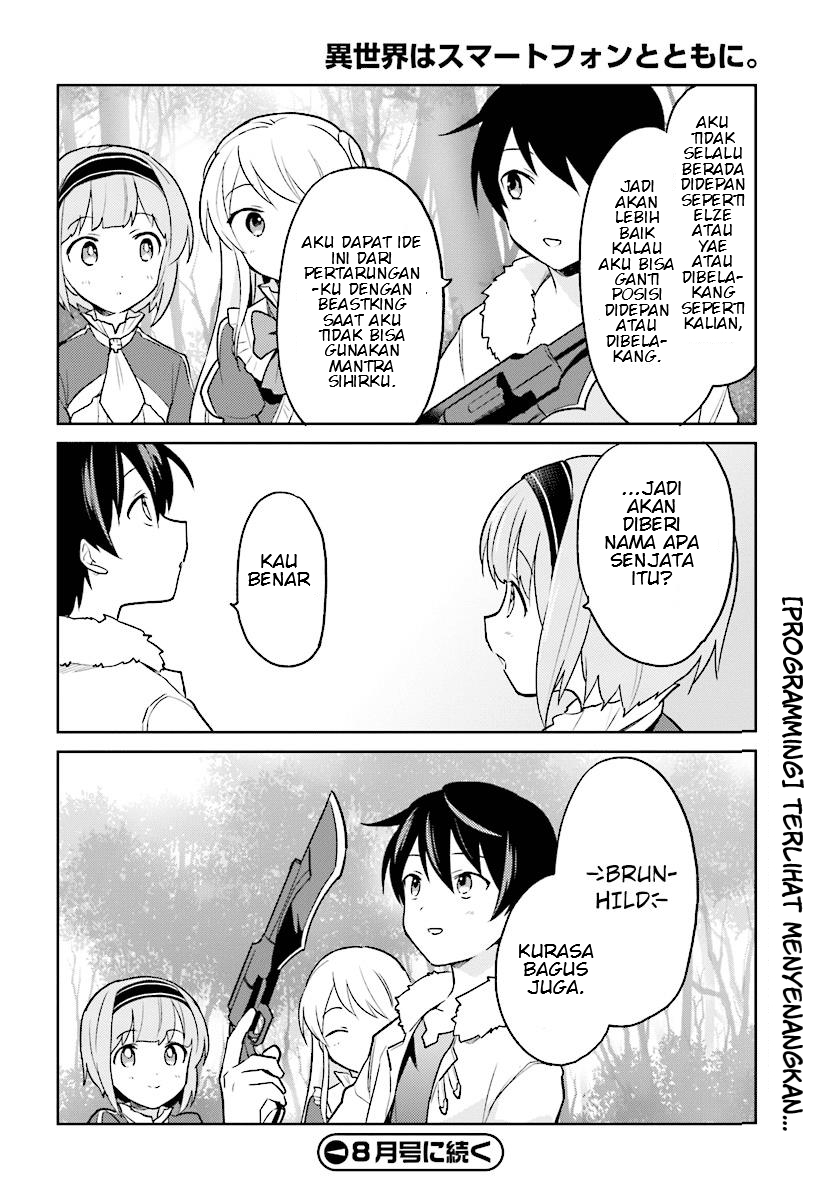 異世界はスマートフォンとともに。
AKU
TIDAK
SELALU
BERADA
DIDEPAN
SEPERTI
ELZE
ATAU
YAE
ATAU
DIBELA-
KANG
SEPERTI
KALIAN,
JADI
AKAN
LEBIH
BAIK
KALAU
AKU BISA
GANTI
POSISI
DIDEPAN
ATAU
DIBELA-
KANG.
AKU DAPAT IDE
INI DARI
PERTARUNGAN
-KU DENGAN
BEASTKING
SAAT AKU
TIDAK BISA
GUNAKAN
MANTRA
SIHIRKU.
...JADI
AKAN
DIBERI
NAMA APA
SENJATA
ITU?
KAU
BENAR
BRUN-
HILD
KURASA
BAGUS
JUGA.
[PROGRAMMING] TERLIHAT MENYENANGKAN...
8月号に続く